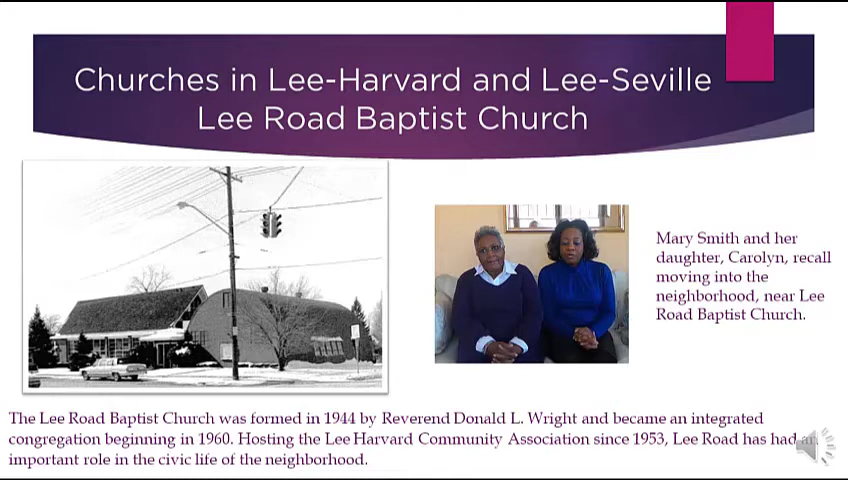 Churches in Lee-Harvard and Lee-Seville
Lee Road Baptist Church
Mary Smith and her
daughter, Carolyn, recall
moving into the
neighborhood, near Lee
Road Baptist Church.
The Lee Road Baptist Church was formed in 1944 by Reverend Donald L. Wright and became an integrated
congregation beginning in 1960. Hosting the Lee Harvard Community Association since 1953, Lee Road has had an
important role in the civic life of the neighborhood.